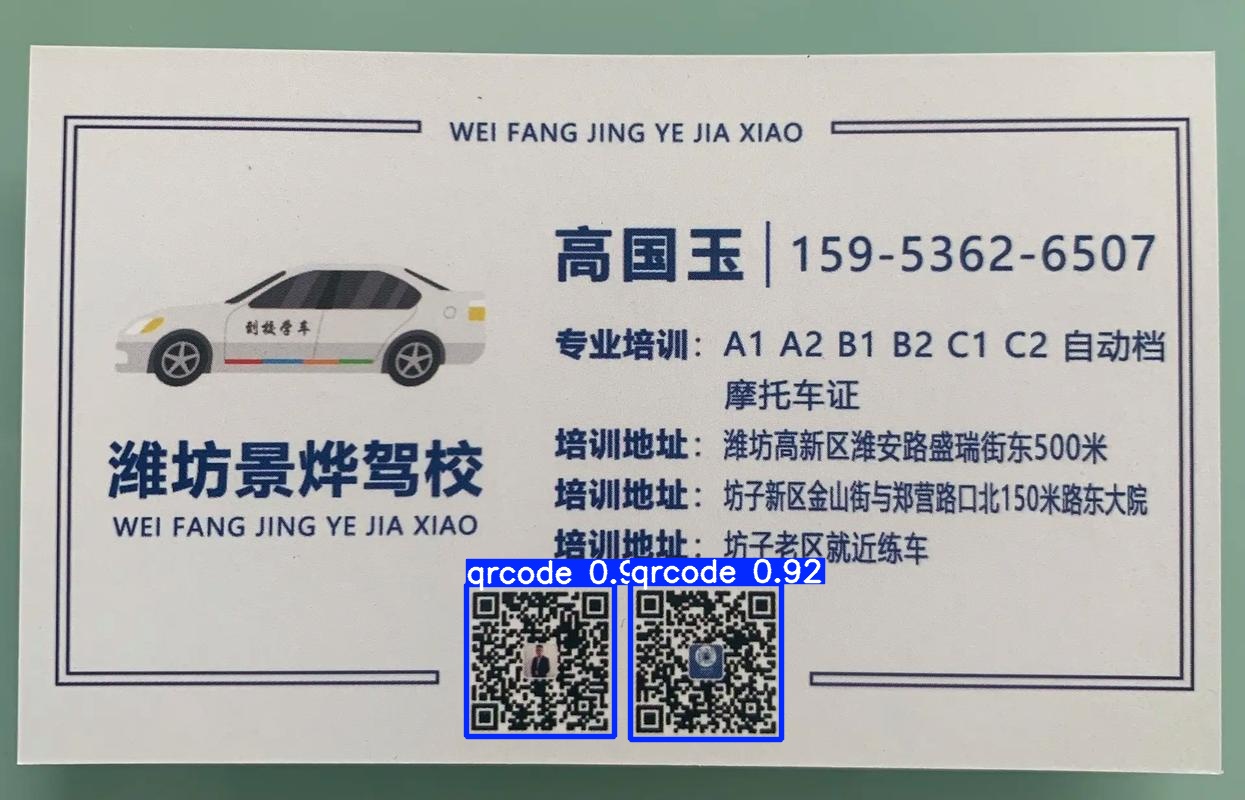 WEI FANG JING YE JIA XIAO
高国玉 159-5362-6507
专业培训：A1 A2 B1 B2 C1 C2 自动档
摩托车证
培训地址：潍坊高新区潍安路盛瑞街东500米
培训地址：坊子新区金山街与郑营路口北150米路东大院
培训地址：坊子老区就近练车
潍坊景烨驾校
WEI FANG JING YE JIA XIAO
qrcode 0.9
qrcode 0.92